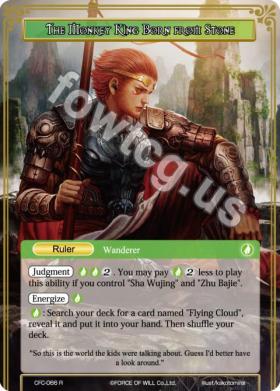 The Monkey King Born from Stone
fowtcg.us
Ruler Wanderer
Judgment 2 . You may pay 2 less to play
this ability if you control "Sha Wujing" and "Zhu Bajie".
Energize
: Search your deck for a card named "Flying Cloud",
reveal it and put it into your hand. Then shuffle your
deck.
"So this is the world the kids were talking about. Guess I'd better have
a look around."
CFC-066 R ©FORCE OF WILL Co.,Ltd.